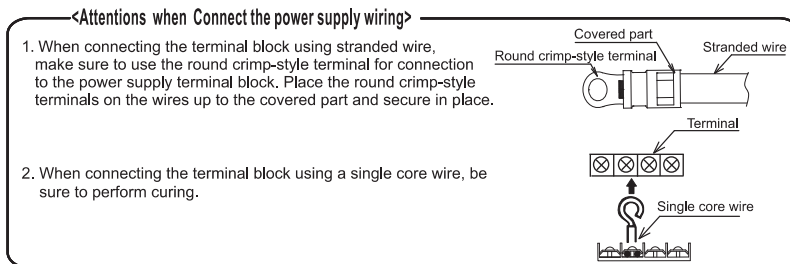 <Attentions when Connect the power supply wiring>
1. When connecting the terminal block using stranded wire,
make sure to use the round crimp-style terminal for connection
to the power supply terminal block. Place the round crimp-style
terminals on the wires up to the covered part and secure in place.
Covered part
Round crimp-style terminal
Stranded wire
Terminal
2. When connecting the terminal block using a single core wire, be
sure to perform curing.
Single core wire